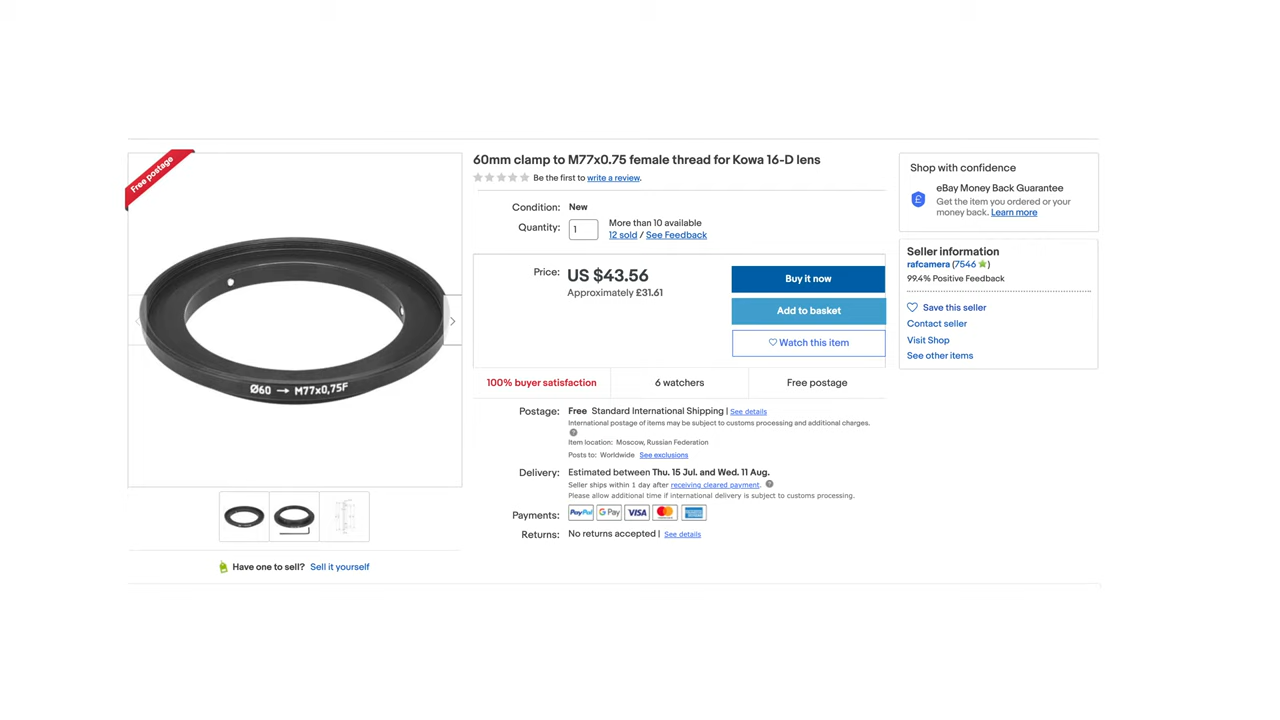 Free postage
Ø60 → M77x0,75F
Have one to sell? Sell it yourself
60mm clamp to M77x0.75 female thread for Kowa 16-D lens
Be the first to write a review.
Condition: New
Quantity: 1
More than 10 available
12 sold / See Feedback
Price: US $43.56
Approximately £31.61
Buy it now
Add to basket
Watch this item
100% buyer satisfaction
6 watchers
Free postage
Postage: Free Standard International Shipping | See details
International postage of items may be subject to customs processing and additional charges.
?
Item location: Moscow, Russian Federation
Posts to: Worldwide See exclusions
Delivery: Estimated between Thu. 15 Jul. and Wed. 11 Aug.
Seller ships within 1 day after receiving cleared payment. ?
Please allow additional time if international delivery is subject to customs processing.
Payments: PayPal G Pay VISA
Returns: No returns accepted | See details
Shop with confidence
eBay Money Back Guarantee
£
Get the item you ordered or your
money back. Learn more
Seller information
rafcamera (7546 )
99.4% Positive Feedback
Save this seller
Contact seller
Visit Shop
See other items